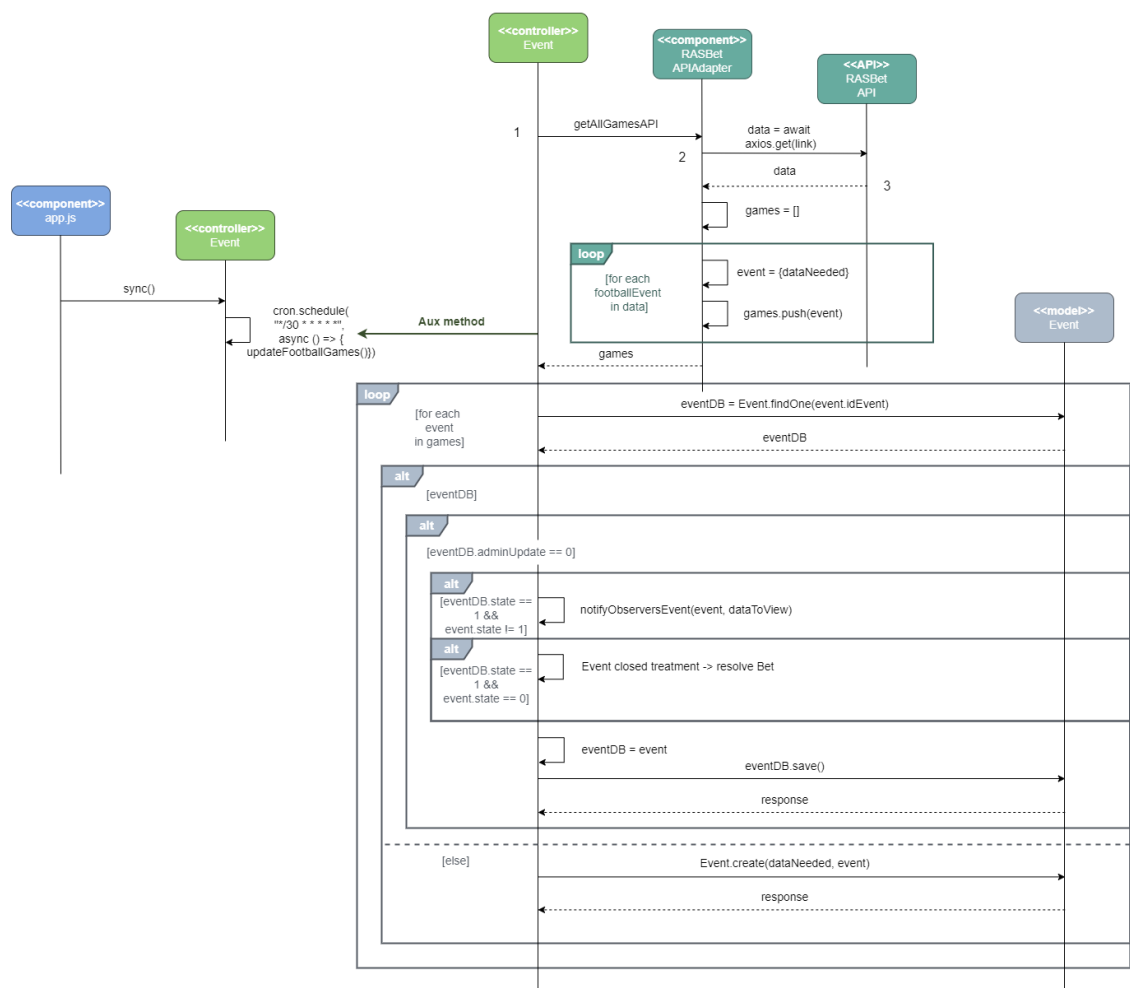 <<controller>>
Event
<<component>>
RASBet
APIAdapter
<<API>>
RASBet
API
1
getAllGamesAPI
data = await
axios.get(link)
2
data
3
<<component>>
app.js
<<controller>>
Event
games = []
loop
[for each
footballEvent
in data]
event = {dataNeeded}
games.push(event)
sync()
cron.schedule(
"*/30 * * * * *",
async () => {
updateFootballGames()})
Aux method
<<model>>
Event
games
loop
[for each
event
in games]
eventDB = Event.findOne(event.idEvent)
eventDB
alt
[eventDB]
alt
[eventDB.adminUpdate == 0]
alt
[eventDB.state ==
1 &&
event.state != 1]
notifyObserversEvent(event, dataToView)
alt
[eventDB.state ==
1 &&
event.state == 0]
Event closed treatment -> resolve Bet
eventDB = event
eventDB.save()
response
[else]
Event.create(dataNeeded, event)
response